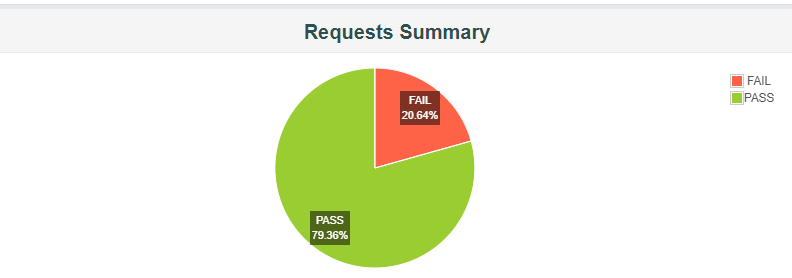 Requests Summary
FAIL
20.64%
PASS
79.36%
FAIL
PASS